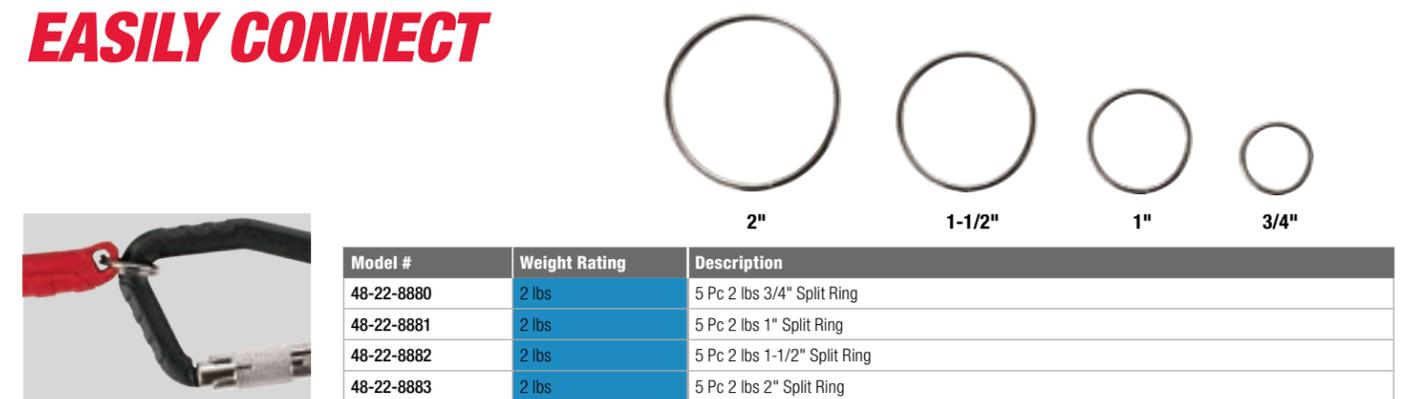 EASILY CONNECT
2" 1-1/2" 1" 3/4"
Model # Weight Rating Description
48-22-8880 2 lbs 5 Pc 2 lbs 3/4" Split Ring
48-22-8881 2 lbs 5 Pc 2 lbs 1" Split Ring
48-22-8882 2 lbs 5 Pc 2 lbs 1-1/2" Split Ring
48-22-8883 2 lbs 5 Pc 2 lbs 2" Split Ring